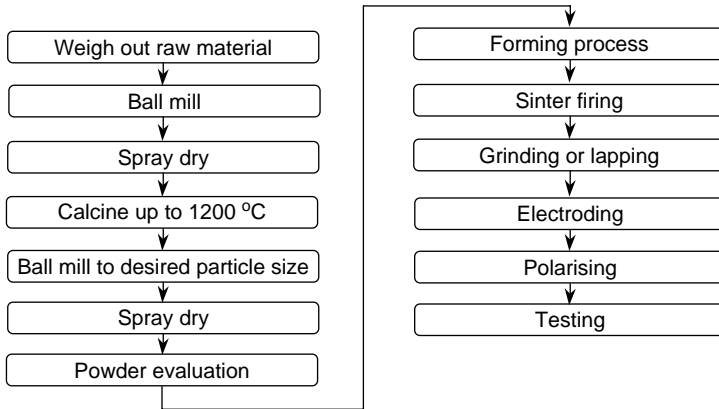 Weigh out raw material
Ball mill
Spray dry
Calcine up to 1200 °C
Ball mill to desired particle size
Spray dry
Powder evaluation
Forming process
Sinter firing
Grinding or lapping
Electroding
Polarising
Testing